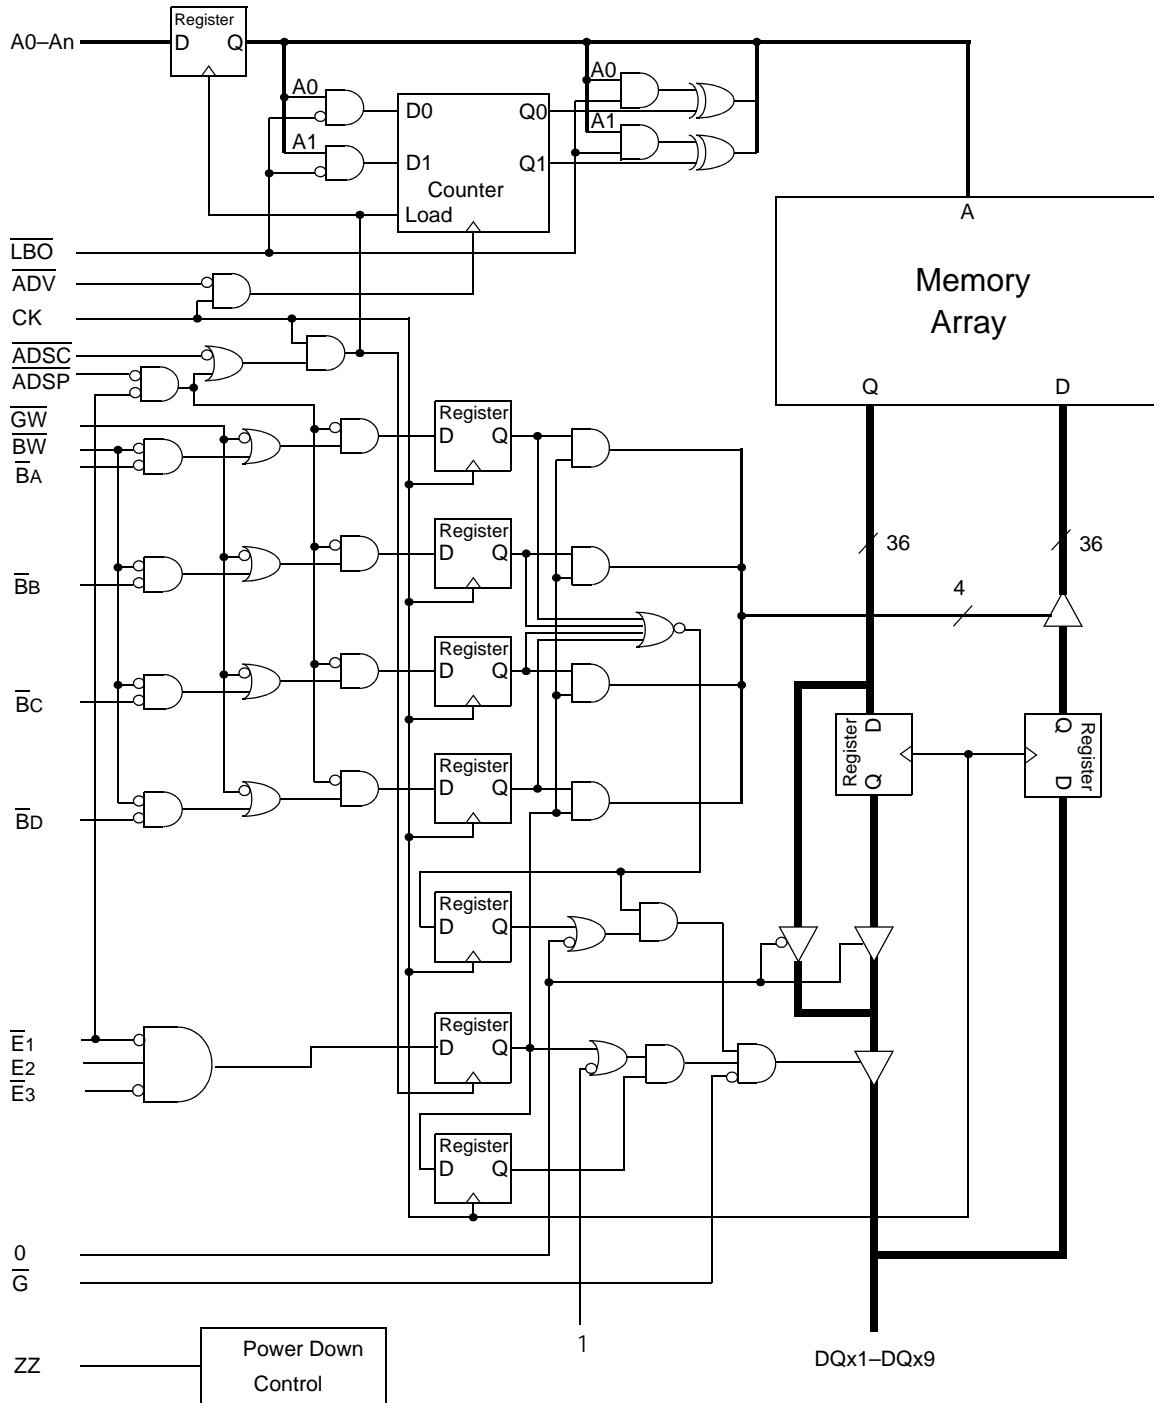 Register
A0–An
D Q
A0
A0
D0
Q0
A1
A1
D1
Q1
Counter
Load
A
LBO
ADV
Memory
Array
CK
ADSC
ADSP
Q D
GW
BW
BA
Register
D Q
Register
D Q
36 36
BB
4
Register
D Q
BC
Register
D
Q
Q
D
Register
Register
D Q
BD
Register
D Q
Register
D Q
E1
E2
E3
Register
D Q
0
G
1
ZZ
Power Down
Control
DQx1–DQx9